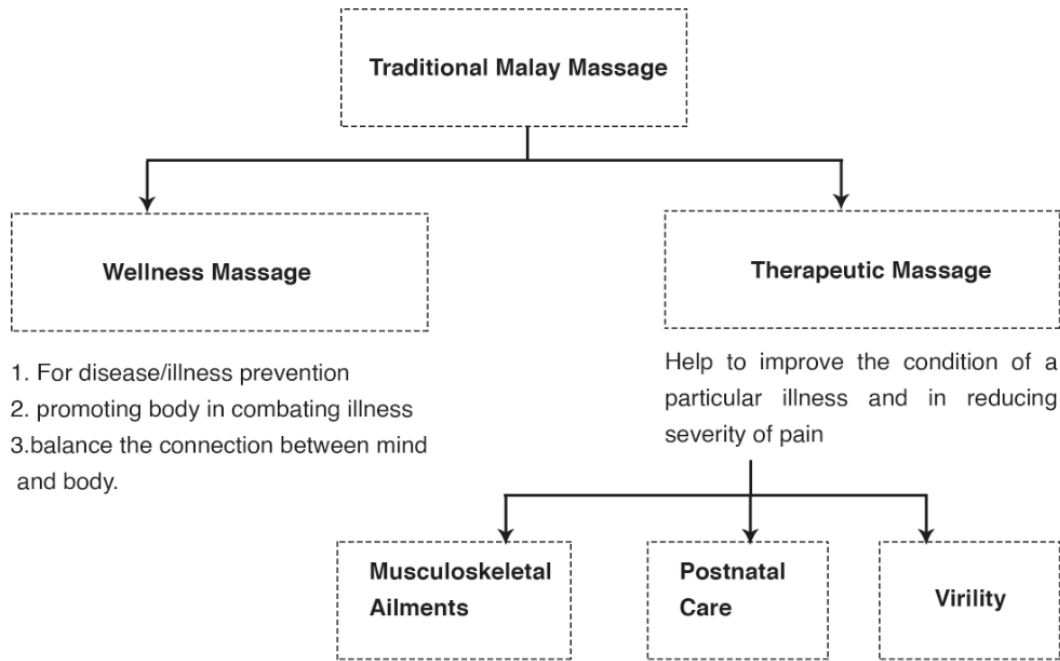 Traditional Malay Massage
Wellness Massage
Therapeutic Massage
1. For disease/illness prevention
2. promoting body in combating illness
3.balance the connection between mind
and body.
Help to improve the condition of a
particular illness and in reducing
severity of pain
Musculoskeletal
Ailments
Postnatal
Care
Virility